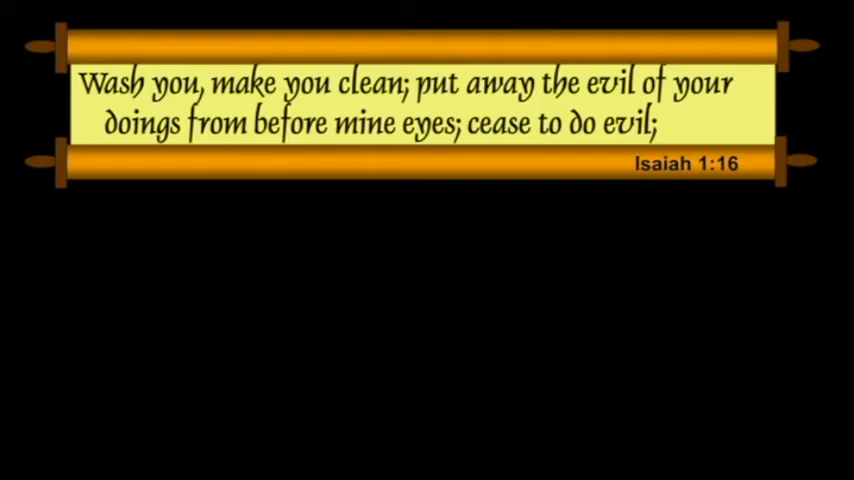 Wash you, make you clean; put away the evil of your
doings from before mine eyes; cease to do evil;
Isaiah 1:16